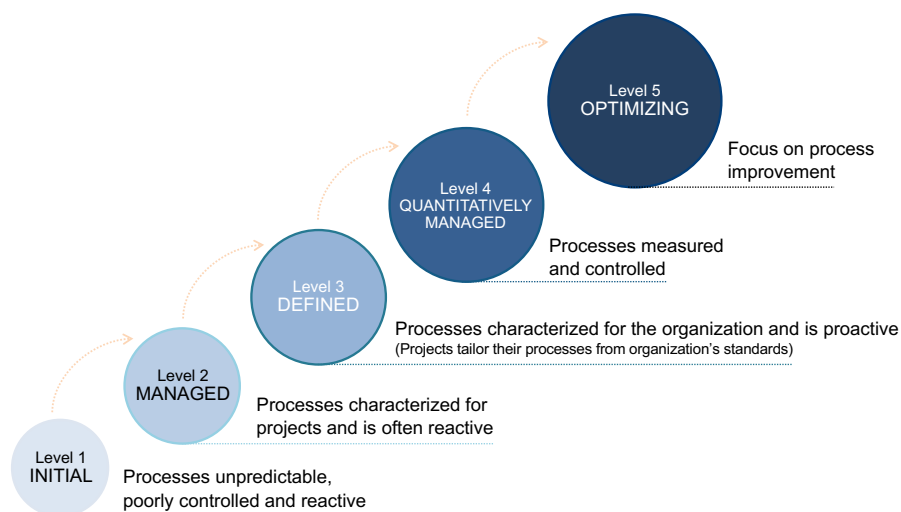 Level 5
OPTIMIZING
Focus on process
improvement
Level 4
QUANTITATIVELY
MANAGED
Processes measured
and controlled
Level 3
DEFINED
Processes characterized for the organization and is proactive
(Projects tailor their processes from organization's standards)
Level 2
MANAGED
Processes characterized for
projects and is often reactive
Level 1
INITIAL
Processes unpredictable,
poorly controlled and reactive